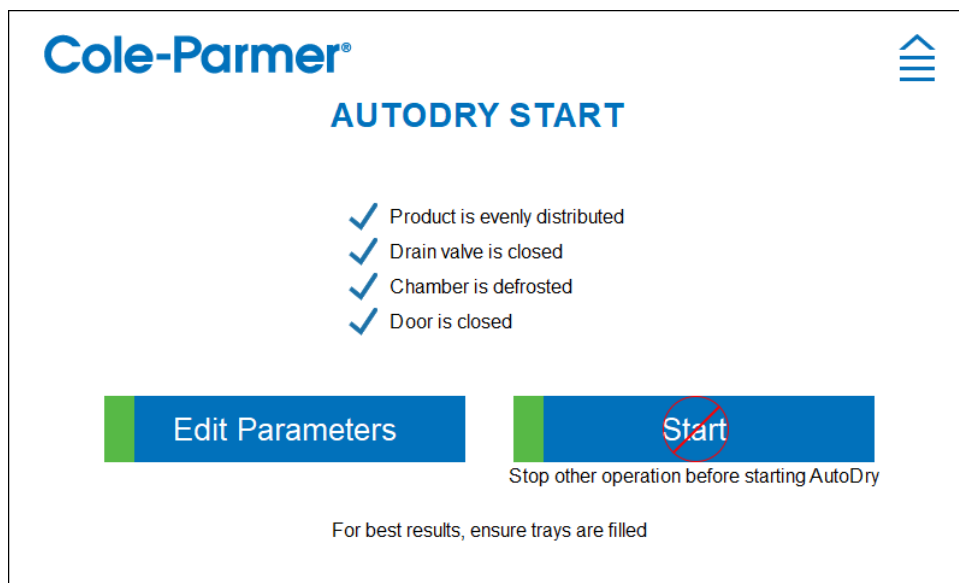 Cole-Parmer®
AUTODRY START
Product is evenly distributed
Drain valve is closed
Chamber is defrosted
Door is closed
Edit Parameters
Start
Stop other operation before starting AutoDry
For best results, ensure trays are filled